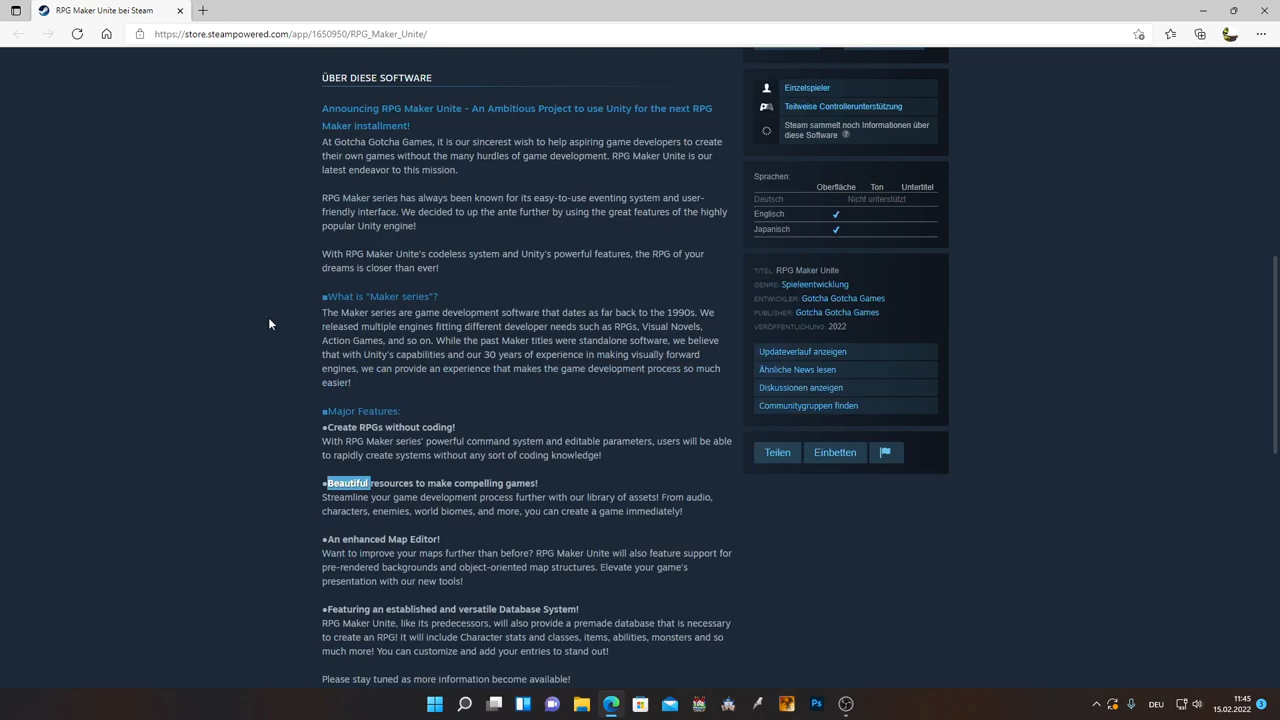 RPG Maker Unite bei Steam
https://store.steampowered.com/app/1650950/RPG_Maker_Unite/
ÜBER DIESE SOFTWARE
Announcing RPG Maker Unite - An Ambitious Project to use Unity for the next RPG
Maker installment!
At Gotcha Gotcha Games, it is our sincerest wish to help aspiring game developers to create
their own games without the many hurdles of game development. RPG Maker Unite is our
latest endeavor to this mission.
RPG Maker series has always been known for its easy-to-use eventing system and user-
friendly interface. We decided to up the ante further by using the great features of the highly
popular Unity engine!
With RPG Maker Unite's codeless system and Unity's powerful features, the RPG of your
dreams is closer than ever!
■What is "Maker series"?
The Maker series are game development software that dates as far back to the 1990s. We
released multiple engines fitting different developer needs such as RPGs, Visual Novels,
Action Games, and so on. While the past Maker titles were standalone software, we believe
that with Unity's capabilities and our 30 years of experience in making visually forward
engines, we can provide an experience that makes the game development process so much
easier!
■Major Features:
●Create RPGs without coding!
With RPG Maker series' powerful command system and editable parameters, users will be able
to rapidly create systems without any sort of coding knowledge!
●Beautiful resources to make compelling games!
Streamline your game development process further with our library of assets! From audio,
characters, enemies, world biomes, and more, you can create a game immediately!
●An enhanced Map Editor!
Want to improve your maps further than before? RPG Maker Unite will also feature support for
pre-rendered backgrounds and object-oriented map structures. Elevate your game's
presentation with our new tools!
●Featuring an established and versatile Database System!
RPG Maker Unite, like its predecessors, will also provide a premade database that is necessary
to create an RPG! It will include Character stats and classes, items, abilities, monsters and so
much more! You can customize and add your entries to stand out!
Please stay tuned as more information become available!
Einzelspieler
Teilweise Controllerunterstützung
Steam sammelt noch Informationen über
diese Software ?
Sprachen:
Oberfläche Ton Untertitel
Deutsch Nicht unterstützt
Englisch ✔
Japanisch ✔
TITEL: RPG Maker Unite
GENRE: Spieleentwicklung
ENTWICKLER: Gotcha Gotcha Games
PUBLISHER: Gotcha Gotcha Games
VERÖFFENTLICHUNG: 2022
Updateverlauf anzeigen
Ähnliche News lesen
Diskussionen anzeigen
Communitygruppen finden
Teilen Einbetten
Ps
DEU
11:45
15.02.2022
3